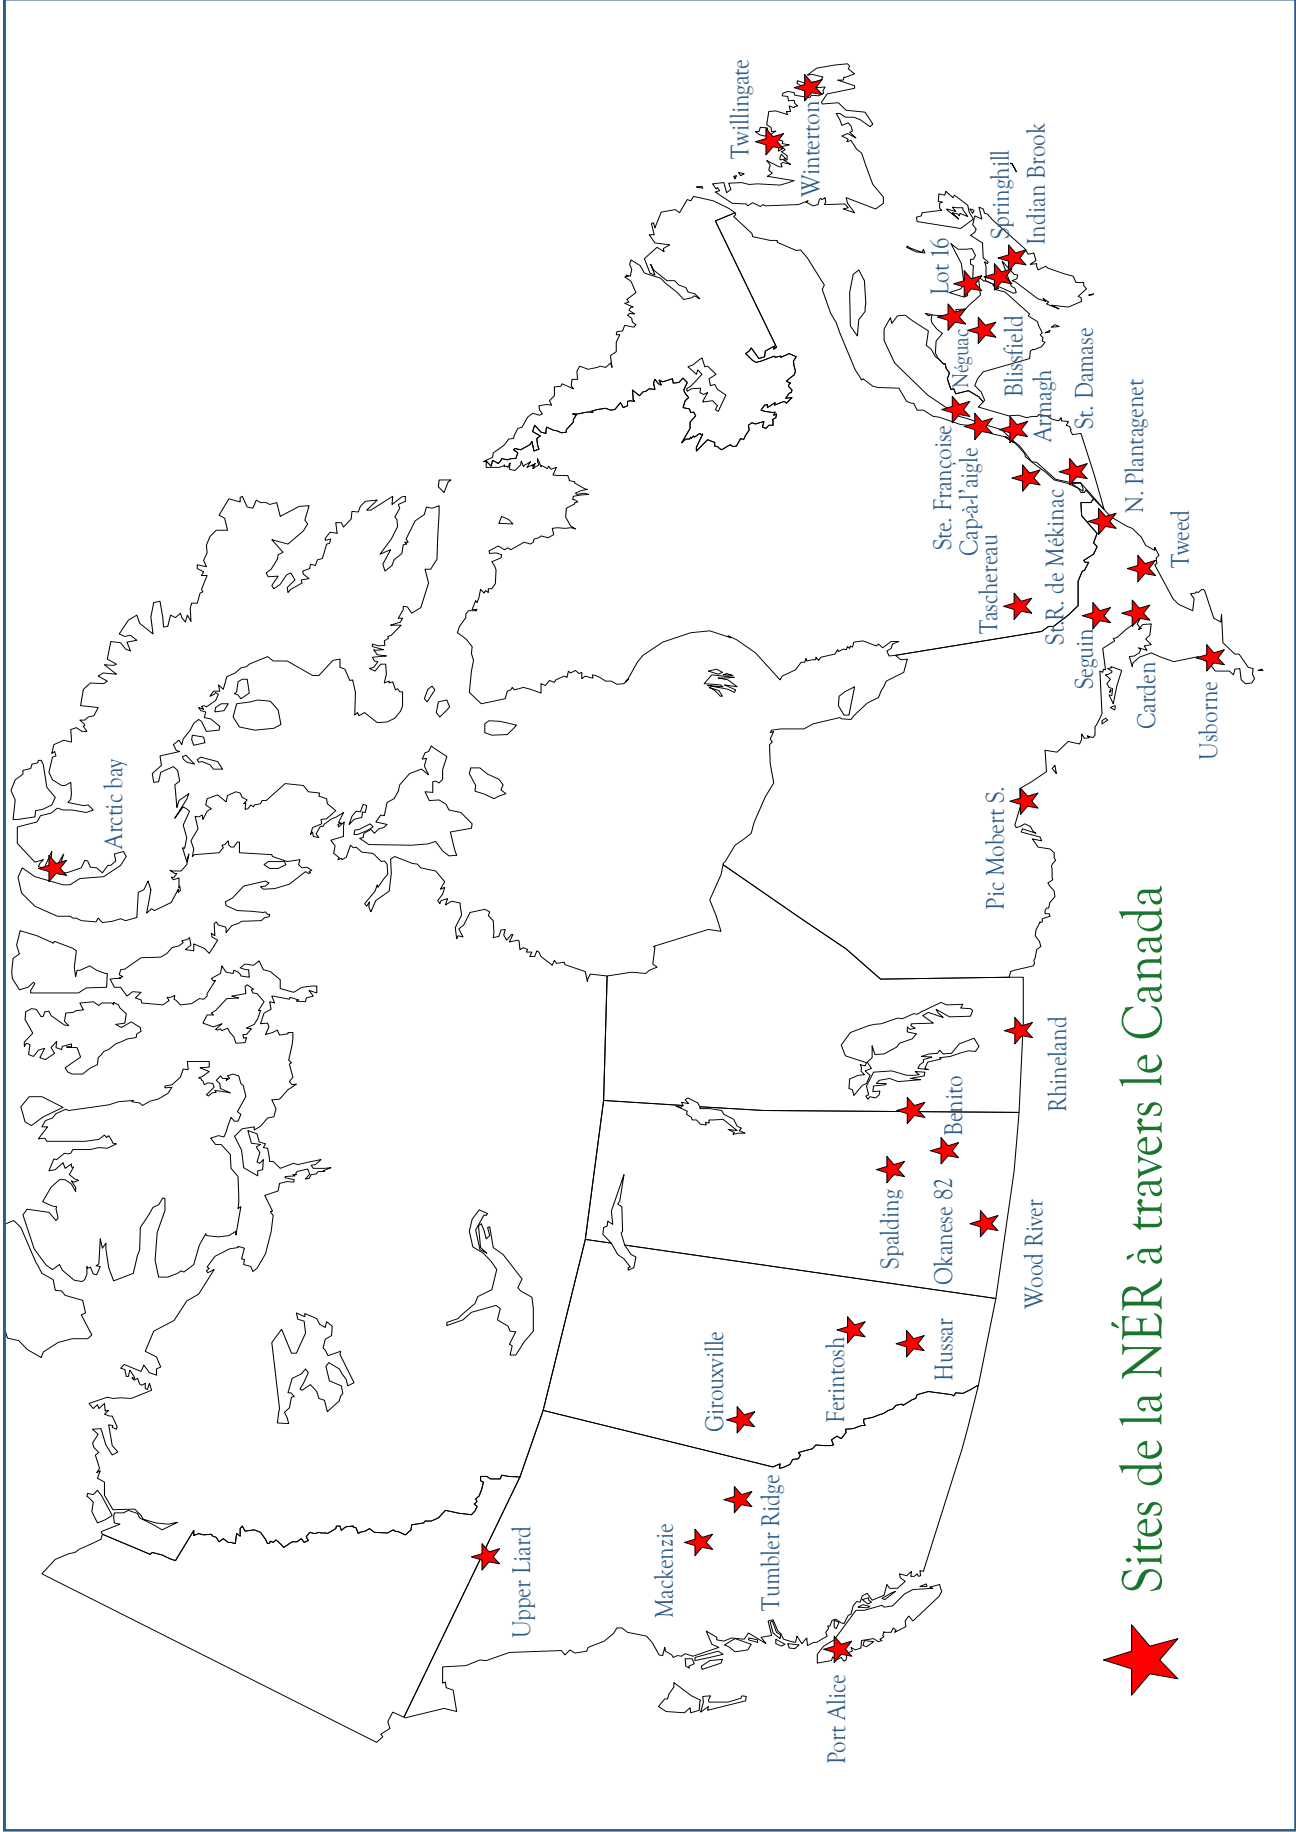 Arctic bay
Upper Liard
Mackenzie
Tumbler Ridge
Port Alice
Girouxville
Ferintosh
Hussar
Spalding
Okanese 82
Wood River
Benito
Rhineland
Pic Mobert S.
Usborne
Carden
Seguin
Tweed
N. Plantagenet
Taschereau
St.R. de Mékinac
St. Damase
Armagh
Cap-à-l'aigle
Ste. Françoise
Néguac
Blissfield
Lot 16
Springhill
Indian Brook
Winterton
Twillingate
Sites de la NÉR à travers le Canada